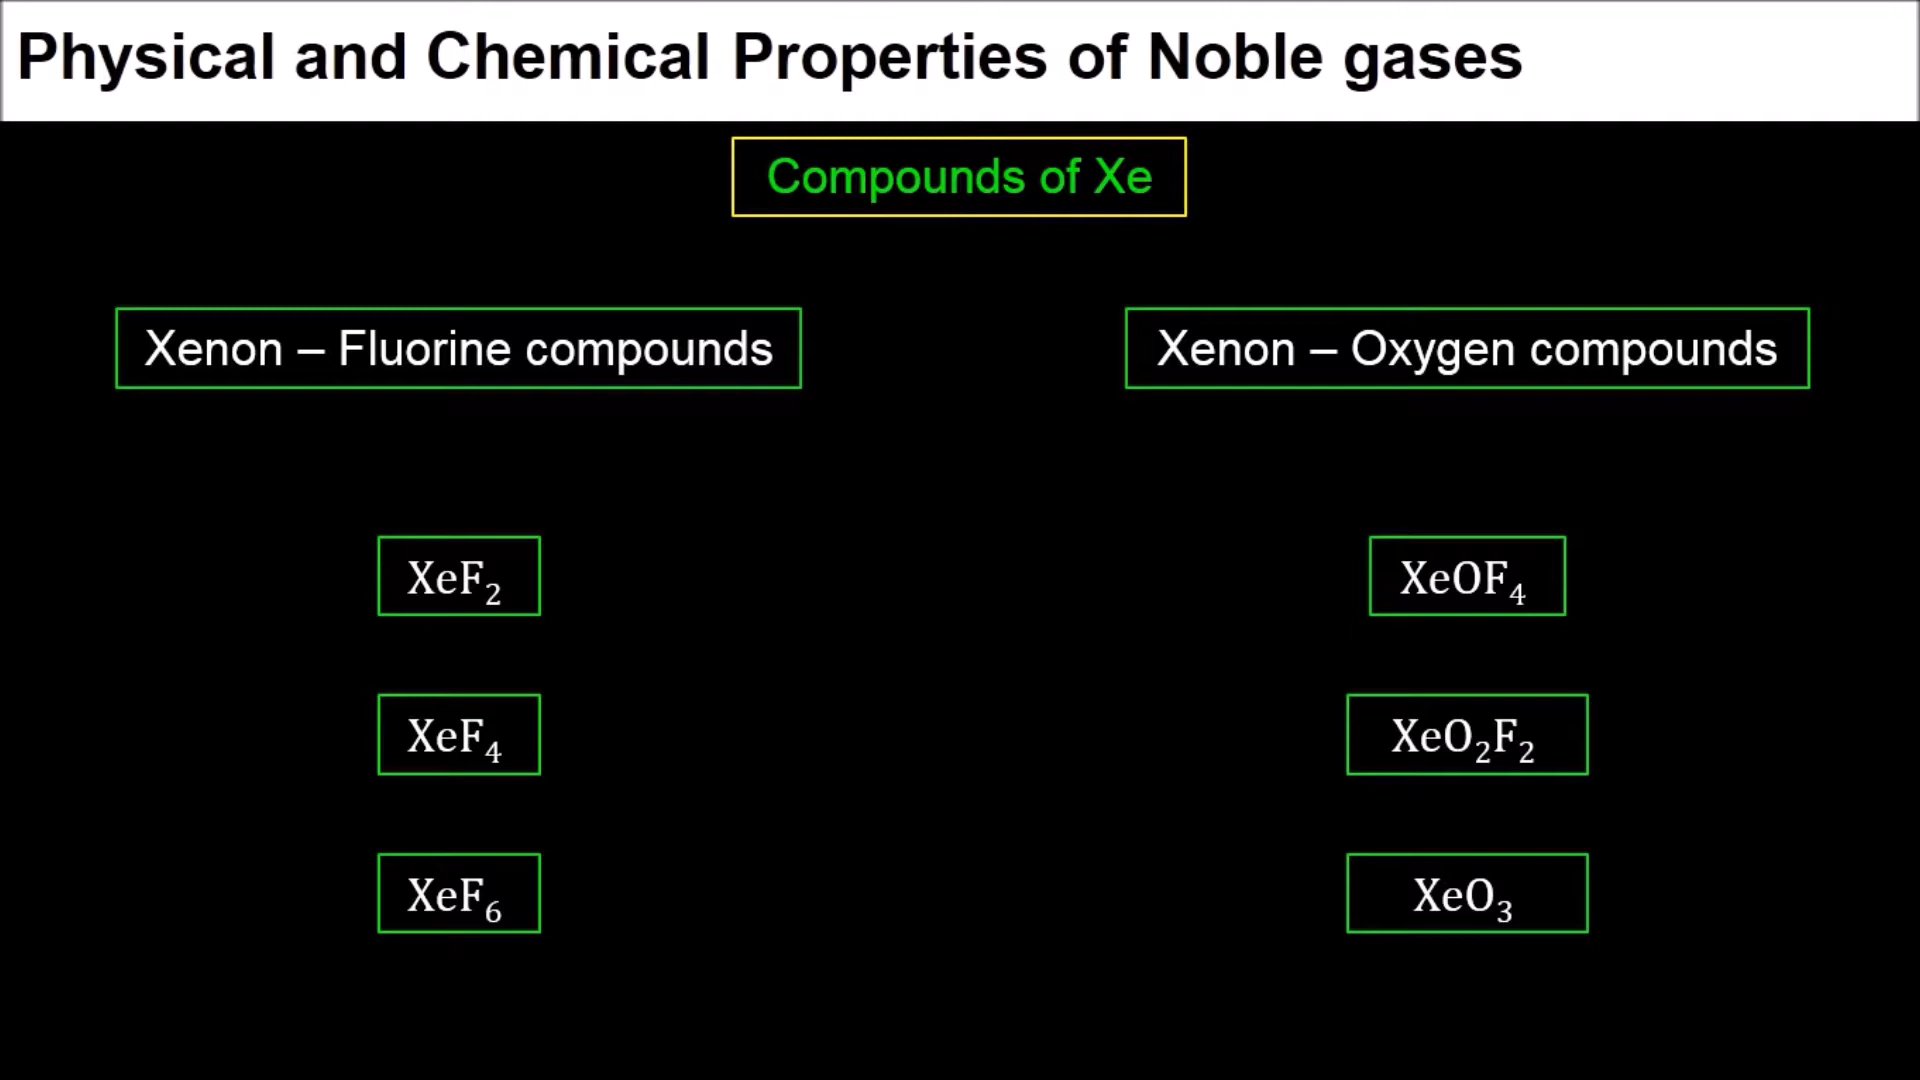 Physical and Chemical Properties of Noble gases
Compounds of Xe
Xenon – Fluorine compounds
Xenon – Oxygen compounds
XeF₂
XeOF₄
XeF₄
XeO₂F₂
XeF₆
XeO₃